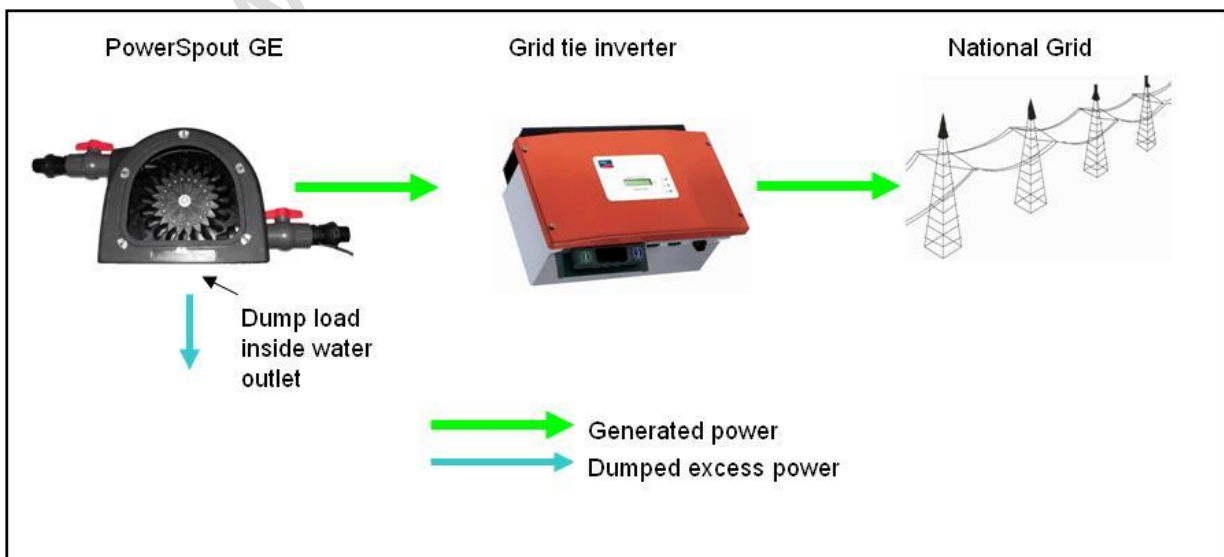 PowerSpout GE
Grid tie inverter
National Grid
Dump load
inside water
outlet
Generated power
Dumped excess power